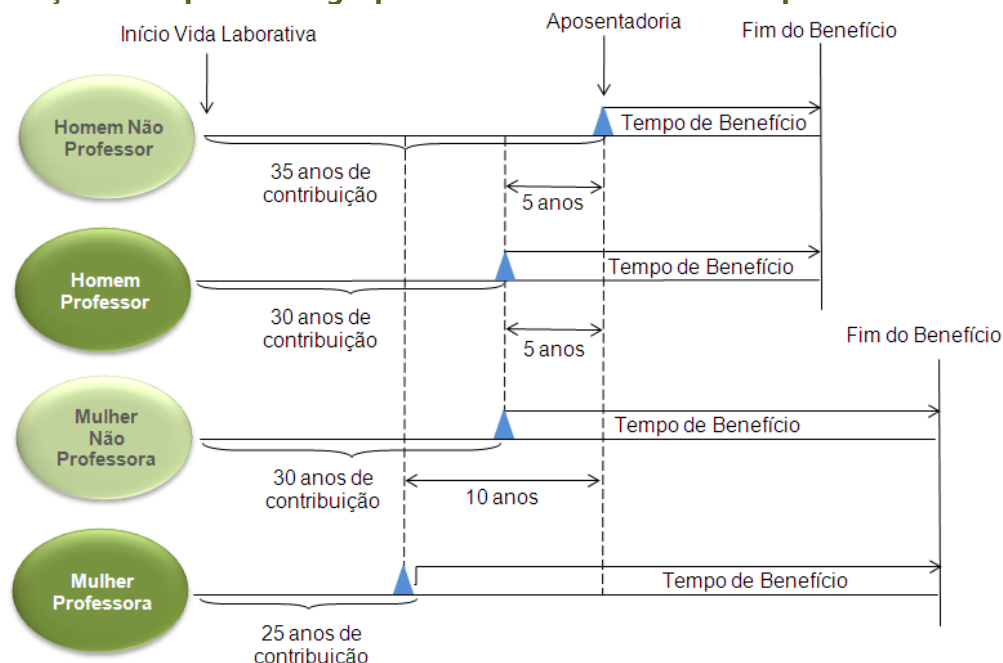 Início Vida Laborativa
Aposentadoria
Fim do Benefício
Homem Não
Professor
Tempo de Benefício
35 anos de
contribuição
5 anos
Homem
Professor
Tempo de Benefício
30 anos de
contribuição
5 anos
Fim do Benefício
Mulher
Não
Professora
Tempo de Benefício
30 anos de
contribuição
10 anos
Mulher
Professora
Tempo de Benefício
25 anos de
contribuição